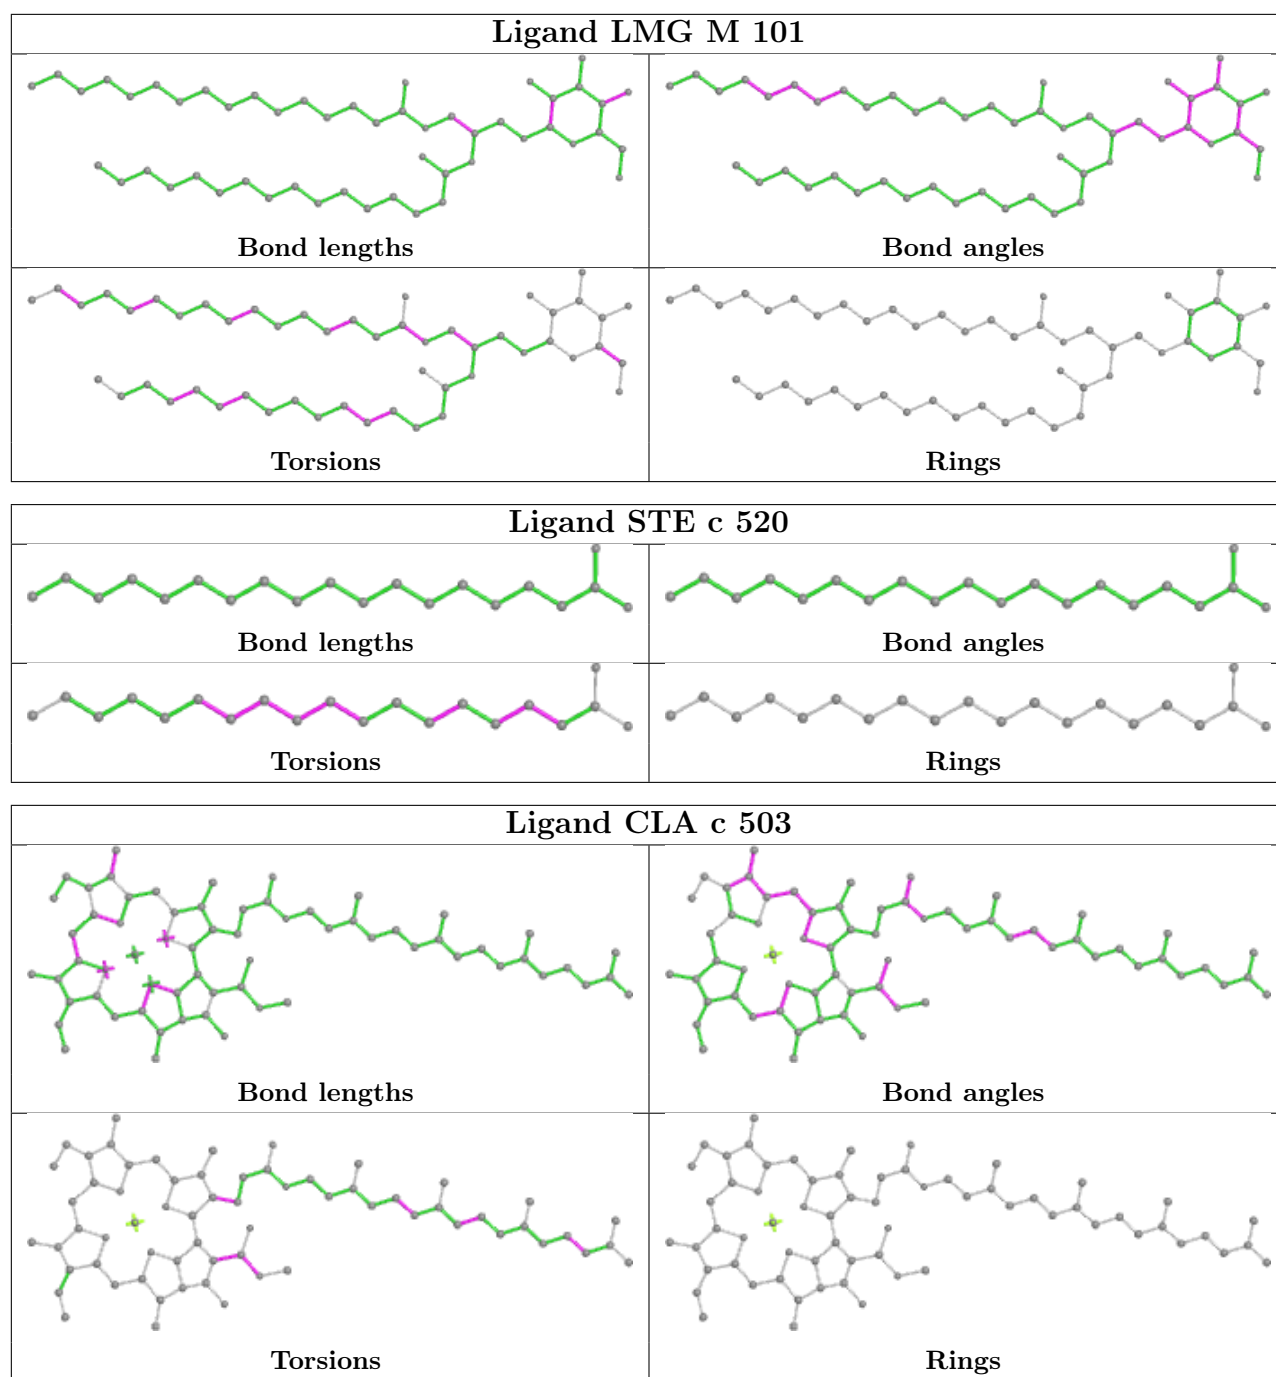 Ligand LMG M 101
Bond lengths
Bond angles
Torsions
Rings
Ligand STE c 520
Bond lengths
Bond angles
Torsions
Rings
Ligand CLA c 503
Bond lengths
Bond angles
Torsions
Rings